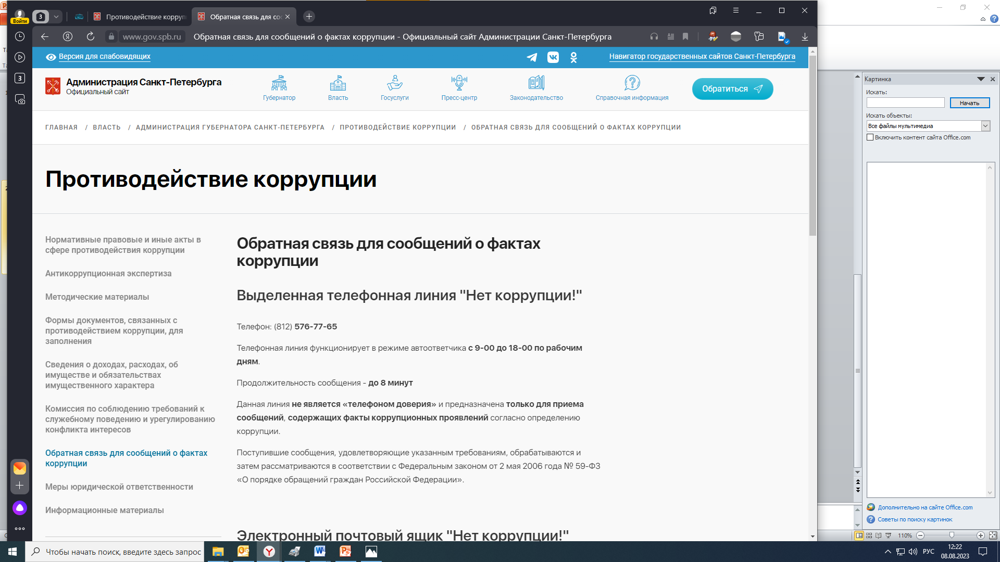 Противодействие корруп
Обратная связь для соо
Войти
3
www.gov.spb.ru
Обратная связь для сообщений о фактах коррупции - Официальный сайт Администрации Санкт-Петербурга
3
Версия для слабовидящих
Навигатор государственных сайтов Санкт-Петербурга
Администрация Санкт-Петербурга
Официальный сайт
Губернатор
Власть
Госуслуги
Пресс-центр
Законодательство
Справочная информация
Обратиться
ГЛАВНАЯ / ВЛАСТЬ / АДМИНИСТРАЦИЯ ГУБЕРНАТОРА САНКТ-ПЕТЕРБУРГА / ПРОТИВОДЕЙСТВИЕ КОРРУПЦИИ / ОБРАТНАЯ СВЯЗЬ ДЛЯ СООБЩЕНИЙ О ФАКТАХ КОРРУПЦИИ
Противодействие коррупции
Нормативные правовые и иные акты в
сфере противодействия коррупции
Антикоррупционная экспертиза
Методические материалы
Формы документов, связанных с
противодействием коррупции, для
заполнения
Сведения о доходах, расходах, об
имуществе и обязательствах
имущественного характера
Комиссия по соблюдению требований к
служебному поведению и урегулированию
конфликта интересов
Обратная связь для сообщений о фактах
коррупции
Меры юридической ответственности
Информационные материалы
Обратная связь для сообщений о фактах
коррупции
Выделенная телефонная линия "Нет коррупции!"
Телефон: (812) 576-77-65
Телефонная линия функционирует в режиме автоответчика с 9-00 до 18-00 по рабочим
дням.
Продолжительность сообщения - до 8 минут
Данная линия не является «телефоном доверия» и предназначена только для приема
сообщений, содержащих факты коррупционных проявлений согласно определению
коррупции.
Поступившие сообщения, удовлетворяющие указанным требованиям, обрабатываются и
затем рассматриваются в соответствии с Федеральным законом от 2 мая 2006 года № 59-ФЗ
«О порядке обращений граждан Российской Федерации».
Электронный почтовый ящик "Нет коррупции!"
Картинка
Искать:
Начать
Искать объекты:
Все файлы мультимедиа
Включить контент сайта Office.com
Дополнительно на сайте Office.com
Советы по поиску картинок
110%
Чтобы начать поиск, введите здесь запрос
РУС
12:22
08.08.2023